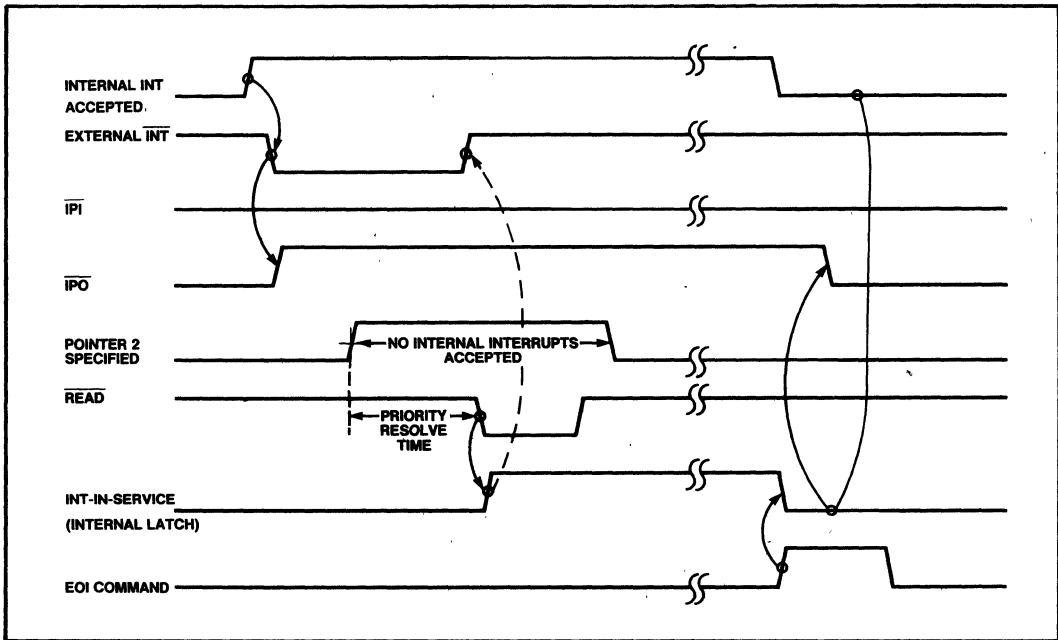 INTERNAL INT
ACCEPTED
EXTERNAL INT
IPI
IPO
POINTER 2
SPECIFIED
NO INTERNAL INTERRUPTS
ACCEPTED
READ
PRIORITY
RESOLVE
TIME
INT-IN-SERVICE
(INTERNAL LATCH)
EOI COMMAND